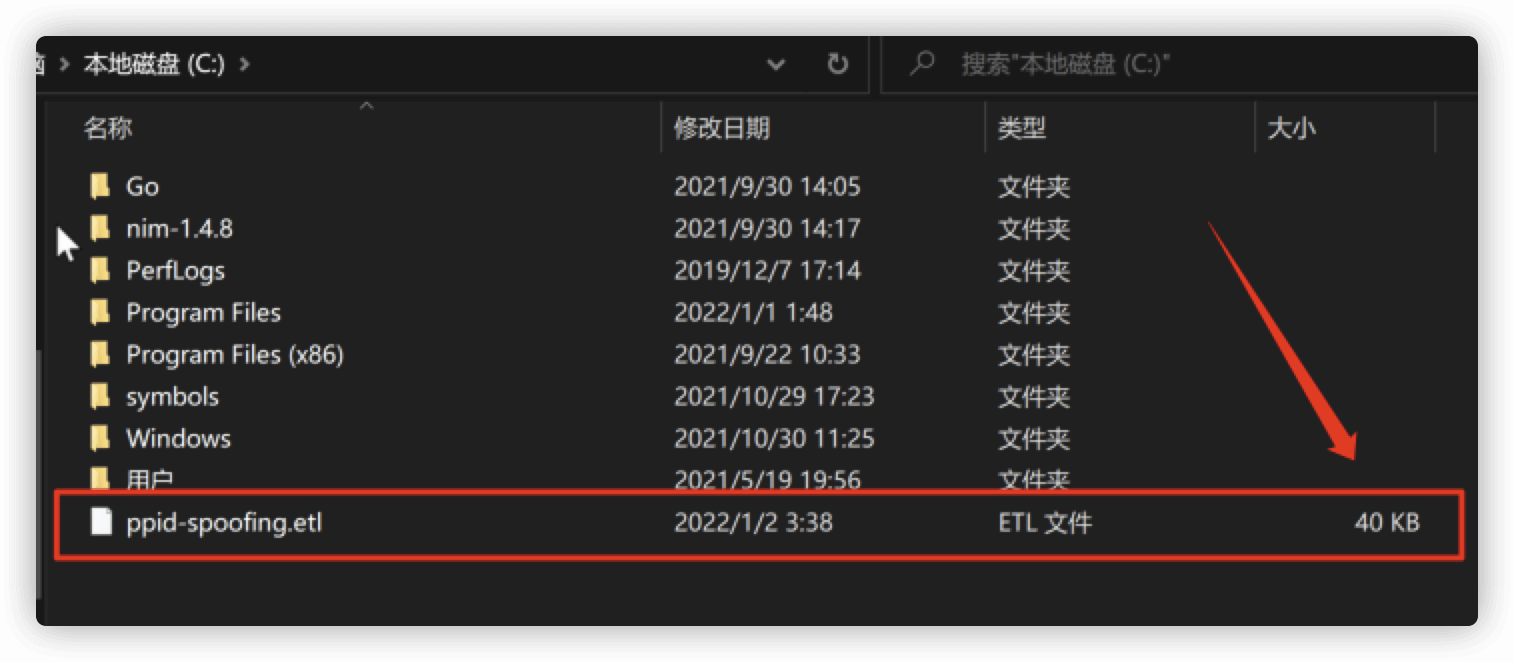 本地磁盘 (C:)
搜索"本地磁盘 (C:)"
名称 修改日期 类型 大小
Go 2021/9/30 14:05 文件夹
nim-1.4.8 2021/9/30 14:17 文件夹
PerfLogs 2019/12/7 17:14 文件夹
Program Files 2022/1/1 1:48 文件夹
Program Files (x86) 2021/9/22 10:33 文件夹
symbols 2021/10/29 17:23 文件夹
Windows 2021/10/30 11:25 文件夹
用户 2021/5/19 19:56 文件夹
ppid-spoofing.etl 2022/1/2 3:38 ETL 文件 40 KB